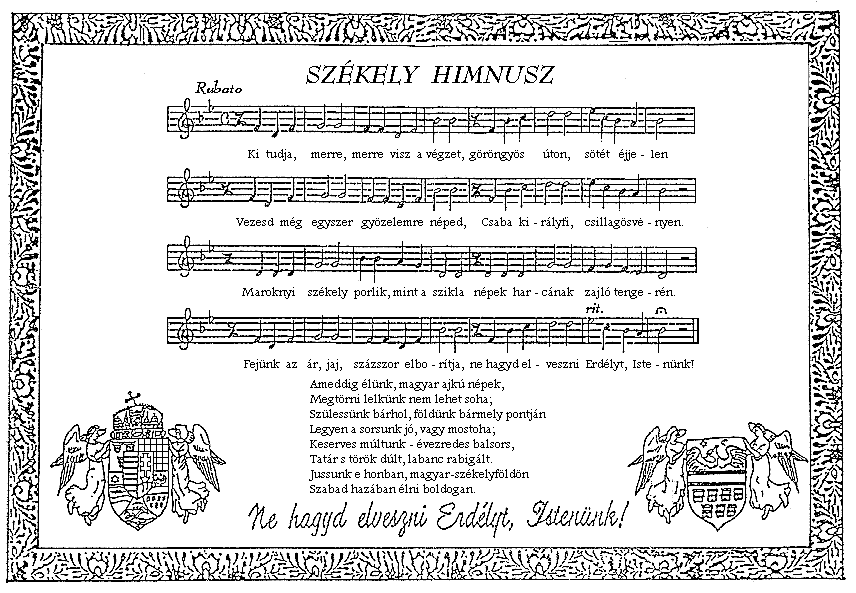 SZÉKELY HIMNUSZ
Rubato
Ki tudja, merre, merre visz a végzet, göröngyös úton, sötét éjje - len
Vezesd még egyszer gyözelemre néped, Csaba ki - rályfi, csillagösvé - nyen.
Maroknyi székely porlik, mint a szikla népek har - cának zajló tenge - rén.
rit.
Fejünk az ár, jaj, százszor elbo - rítja, ne hagyd el - veszni Erdélyt, Iste - nünk!
Ameddig élünk, magyar ajkú népek,
Megtörni lelkünk nem lehet soha;
Szülessünk bárhol, földünk bármely pontján
Legyen a sorsunk jó, vagy mostoha;
Keserves múltunk - évezredes balsors,
Tatár s török dúlt, labanc rabigált.
Jussunk e honban, magyar-székelyföldön
Szabad hazában élni boldogan.
Ne hagyd elveszni Erdélyt, Istenünk!